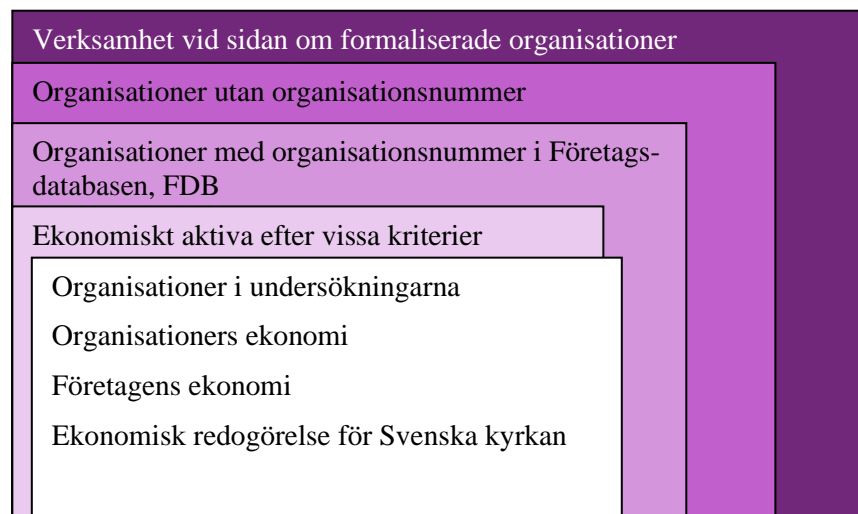 Verksamhet vid sidan om formaliserade organisationer
Organisationer utan organisationsnummer
Organisationer med organisationsnummer i Företags-
databasen, FDB
Ekonomiskt aktiva efter vissa kriterier
Organisationer i undersökningarna
Organisationers ekonomi
Företagens ekonomi
Ekonomisk redogörelse för Svenska kyrkan